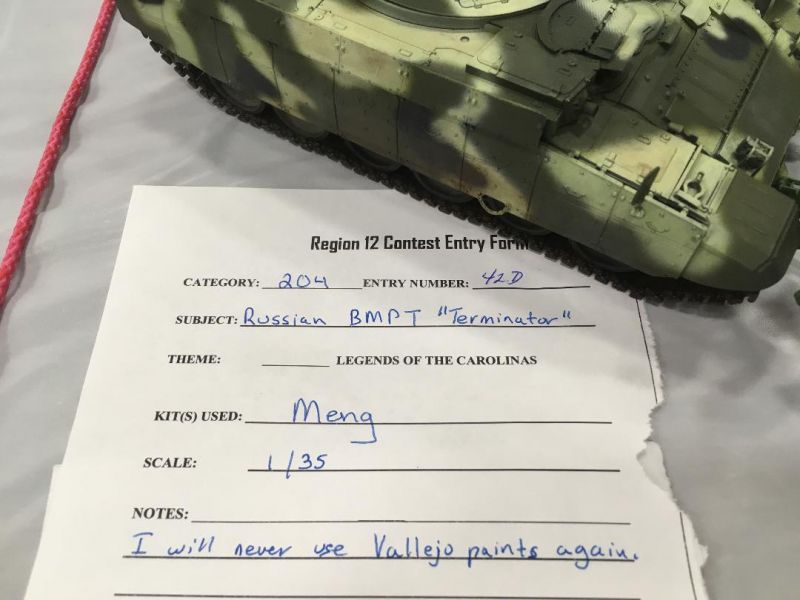 Region 12 Contest Entry Form
CATEGORY: 204 ENTRY NUMBER: 42D
SUBJECT: Russian BMPT "Terminator"
THEME: ________ LEGENDS OF THE CAROLINAS
KIT(S) USED: Meng
SCALE: 1/35
NOTES:
I will never use Vallejo paints again.